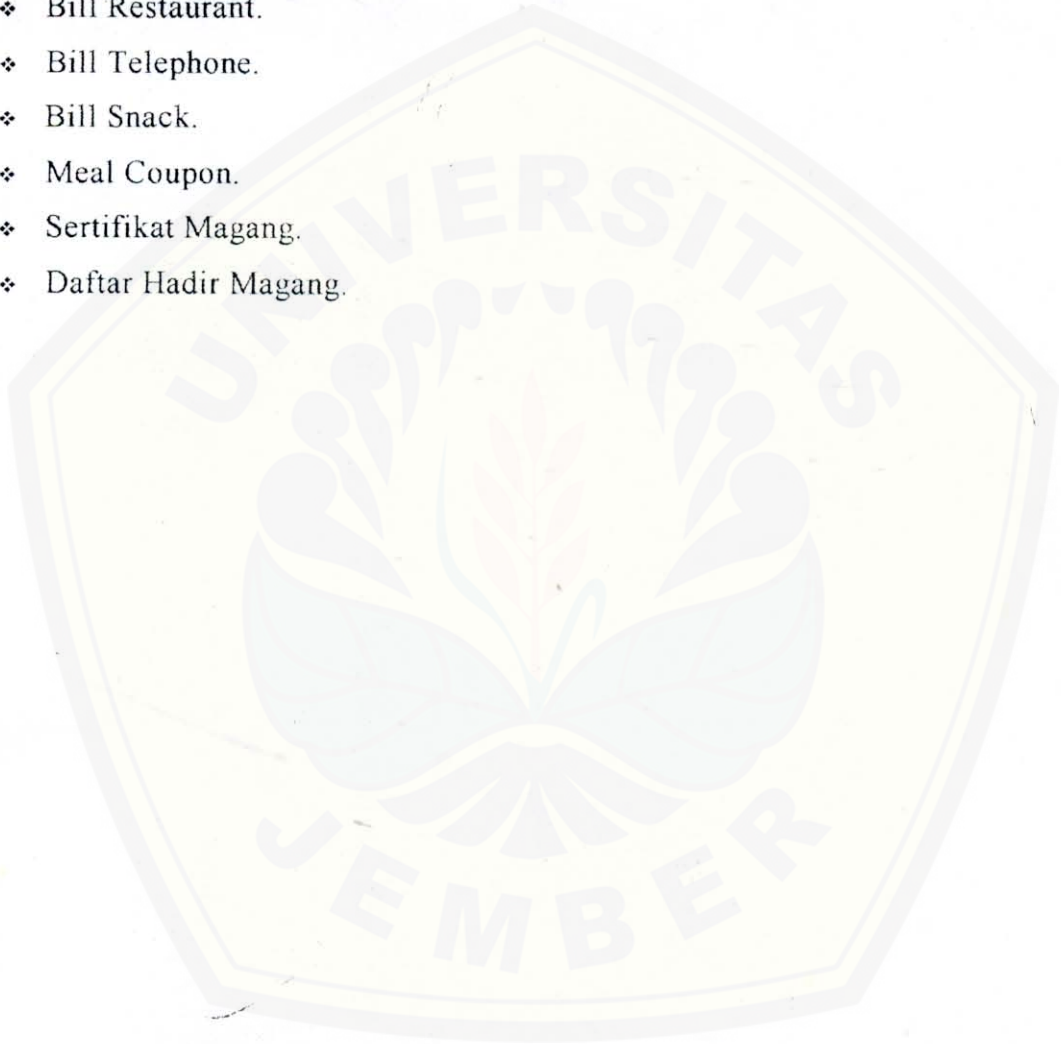 ❖ Bill Restaurant.
❖ Bill Telephone.
❖ Bill Snack.
❖ Meal Coupon.
❖ Sertifikat Magang.
❖ Daftar Hadir Magang.
UNIVERSITAS
JEMBER